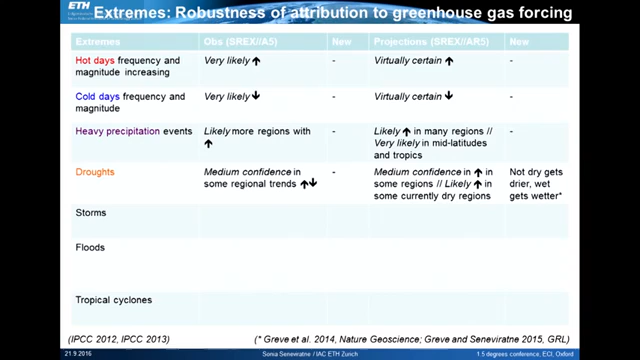 ETH
Extremes: Robustness of attribution to greenhouse gas forcing
Extremes Obs (SREX//A5) New Projections (SREX//AR5) New
Hot days frequency and magnitude increasing
Very likely ↑
-
Virtually certain ↑
-
Cold days frequency and magnitude
Very likely ↓
-
Virtually certain ↓
-
Heavy precipitation events
Likely more regions with ↑
-
Likely ↑ in many regions // Very likely in mid-latitudes and tropics
-
Droughts
Medium confidence in some regional trends ↑↓
Medium confidence in ↑ in some regions // Likely ↑ in some currently dry regions
Not dry gets drier, wet gets wetter*
Storms
Floods
Tropical cyclones
(IPCC 2012, IPCC 2013)
(* Greve et al. 2014, Nature Geoscience; Greve and Seneviratne 2015, GRL)
21.9 2016 Sonia Seneviratne / IAC ETH Zurich 1.5 degrees conference, ECI, Oxford